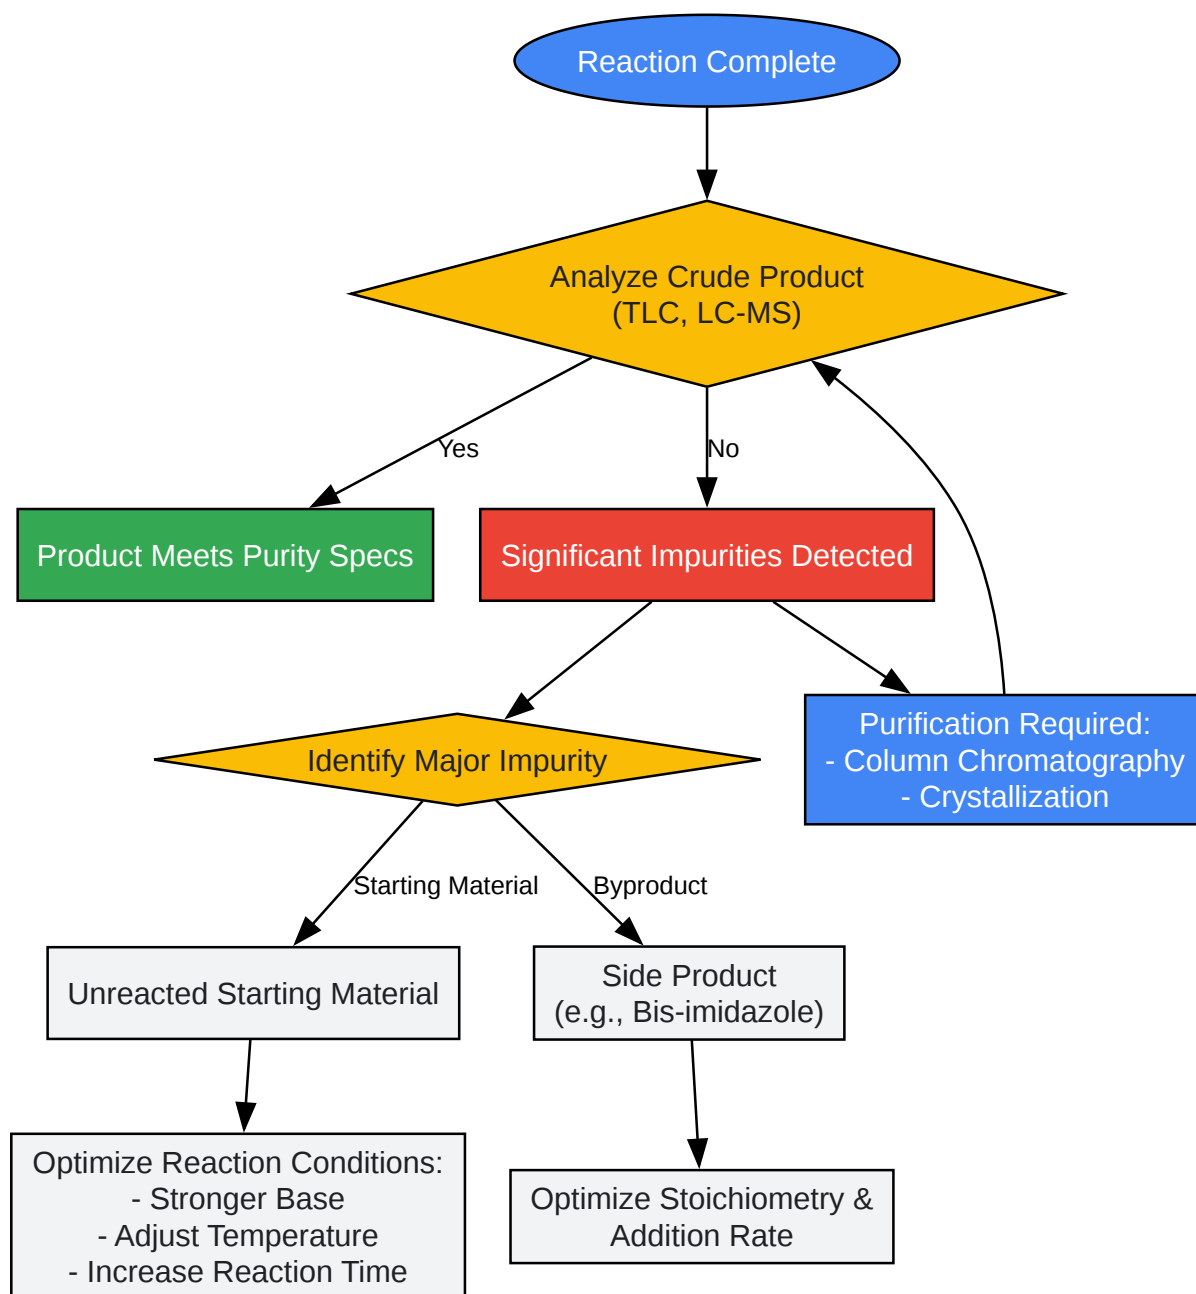 Reaction Complete
Analyze Crude Product
(TLC, LC-MS)
Yes
No
Product Meets Purity Specs
Significant Impurities Detected
Identify Major Impurity
Purification Required:
- Column Chromatography
- Crystallization
Starting Material
Byproduct
Unreacted Starting Material
Side Product
(e.g., Bis-imidazole)
Optimize Reaction Conditions:
- Stronger Base
- Adjust Temperature
- Increase Reaction Time
Optimize Stoichiometry &
Addition Rate